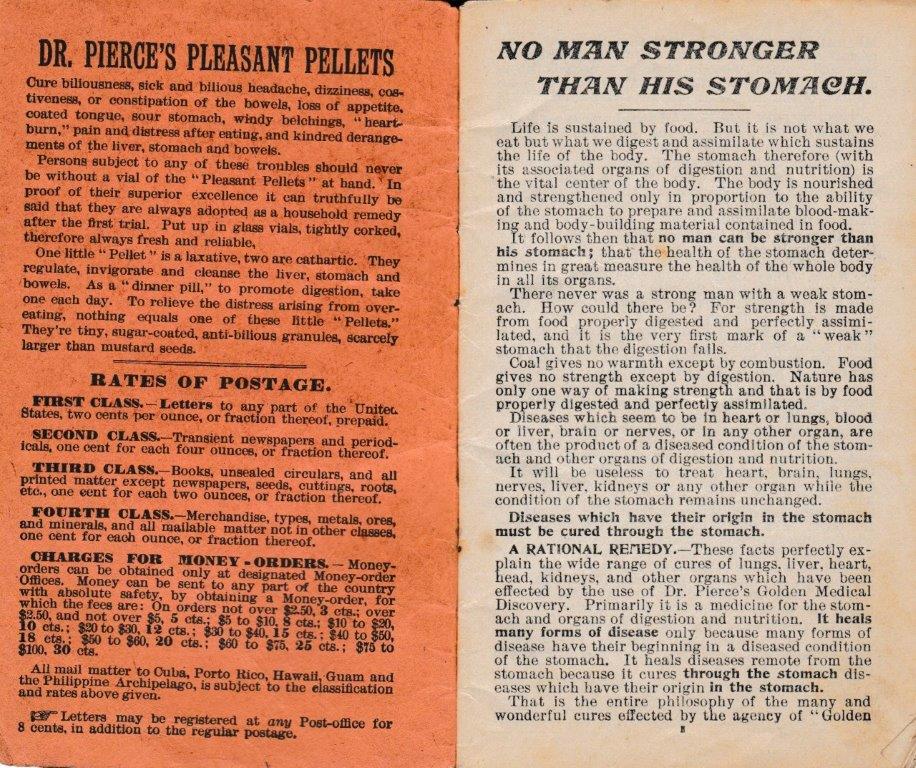 DR. PIERCE'S PLEASANT PELLETS
Cure biliousness, sick and bilious headache, dizziness, cos-
tiveness, or constipation of the bowels, loss of appetite,
coated tongue, sour stomach, windy belchings, "heart-
burn," pain and distress after eating, and kindred derange-
ments of the liver, stomach and bowels.
Persons subject to any of these troubles should never
be without a vial of the "Pleasant Pellets" at hand. In
proof of their superior excellence it can truthfully be
said that they are always adopted as a household remedy
after the first trial. Put up in glass vials, tightly corked,
therefore always fresh and reliable,
One little "Pellet" is a laxative, two are cathartic. They
regulate, invigorate and cleanse the liver, stomach and
bowels. As a "dinner pill," to promote digestion, take
one each day. To relieve the distress arising from over-
eating, nothing equals one of these little "Pellets."
They're tiny, sugar-coated, anti-bilious granules, scarcely
larger than mustard seeds.
RATES OF POSTAGE.
FIRST CLASS.—Letters to any part of the United
States, two cents per ounce, or fraction thereof, prepaid.
SECOND CLASS.—Transient newspapers and period-
icals, one cent for each four ounces, or fraction thereof.
THIRD CLASS.—Books, unsealed circulars, and all
printed matter except newspapers, seeds, cuttings, roots,
etc., one cent for each two ounces, or fraction thereof.
FOURTH CLASS.—Merchandise, types, metals, ores,
and minerals, and all mailable matter not in other classes,
one cent for each ounce, or fraction thereof.
CHARGES FOR MONEY-ORDERS.—Money-
orders can be obtained only at designated Money-order
Offices. Money can be sent to any part of the country
with absolute safety, by obtaining a Money-order, for
which the fees are: On orders not over $2.50, 3 cts.; over
$2.50, and not over $5, 5 cts.; $5 to $10, 8 cts.; $10 to $20,
10 cts.; $20 to $30, 12 cts.; $30 to $40, 15 cts.; $40 to $50,
18 cts.; $50 to $60, 20 cts.; $60 to $75, 25 cts.; $75 to
$100, 30 cts.
All mail matter to Cuba, Porto Rico, Hawaii, Guam and
the Philippine Archipelago, is subject to the classification
and rates above given.
☞ Letters may be registered at any Post-office for
8 cents, in addition to the regular postage.
NO MAN STRONGER
THAN HIS STOMACH.
Life is sustained by food. But it is not what we
eat but what we digest and assimilate which sustains
the life of the body. The stomach therefore (with
its associated organs of digestion and nutrition) is
the vital center of the body. The body is nourished
and strengthened only in proportion to the ability
of the stomach to prepare and assimilate blood-mak-
ing and body-building material contained in food.
It follows then that no man can be stronger than
his stomach; that the health of the stomach deter-
mines in great measure the health of the whole body
in all its organs.
There never was a strong man with a weak stom-
ach. How could there be? For strength is made
from food properly digested and perfectly assimi-
lated, and it is the very first mark of a "weak"
stomach that the digestion fails.
Coal gives no warmth except by combustion. Food
gives no strength except by digestion. Nature has
only one way of making strength and that is by food
properly digested and perfectly assimilated.
Diseases which seem to be in heart or lungs, blood
or liver, brain or nerves, or in any other organ, are
often the product of a diseased condition of the stom-
ach and other organs of digestion and nutrition.
It will be useless to treat heart, brain, lungs,
nerves, liver, kidneys or any other organ while the
condition of the stomach remains unchanged.
Diseases which have their origin in the stomach
must be cured through the stomach.
A RATIONAL REMEDY.—These facts perfectly ex-
plain the wide range of cures of lungs, liver, heart,
head, kidneys, and other organs which have been
effected by the use of Dr. Pierce's Golden Medical
Discovery. Primarily it is a medicine for the stom-
ach and organs of digestion and nutrition. It heals
many forms of disease only because many forms of
disease have their beginning in a diseased condition
of the stomach. It heals diseases remote from the
stomach because it cures through the stomach dis-
eases which have their origin in the stomach.
That is the entire philosophy of the many and
wonderful cures effected by the agency of "Golden